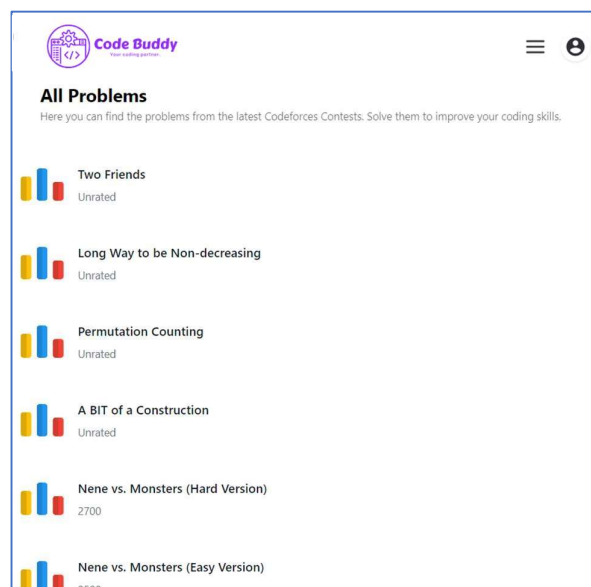 Code Buddy
Your coding partner
All Problems
Here you can find the problems from the latest Codeforces Contests. Solve them to improve your coding skills.
Two Friends
Unrated
Long Way to be Non-decreasing
Unrated
Permutation Counting
Unrated
A BIT of a Construction
Unrated
Nene vs. Monsters (Hard Version)
2700
Nene vs. Monsters (Easy Version)